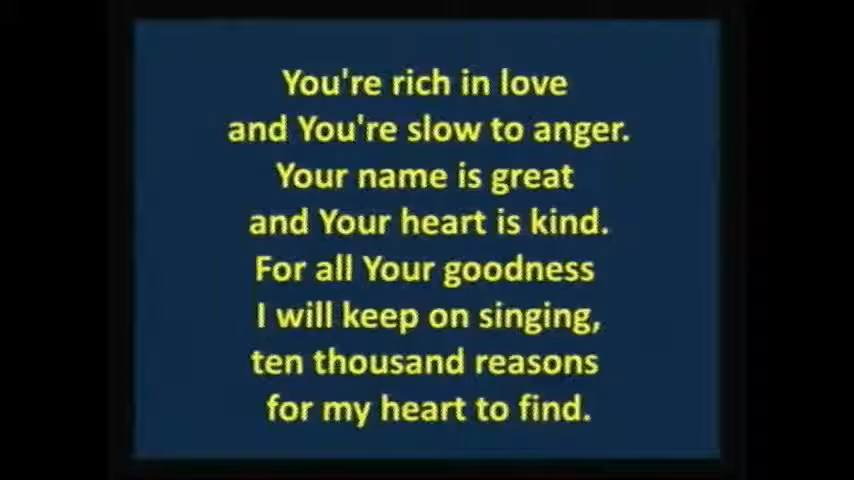 You're rich in love
and You're slow to anger.
Your name is great
and Your heart is kind.
For all Your goodness
I will keep on singing,
ten thousand reasons
for my heart to find.